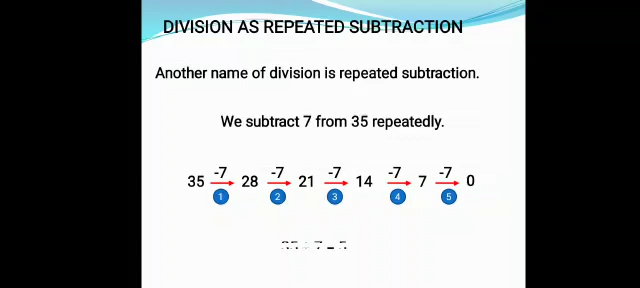 DIVISION AS REPEATED SUBTRACTION
Another name of division is repeated subtraction.
We subtract 7 from 35 repeatedly.
-7 -7 -7 -7 -7
35 28 21 14 7 0
1 2 3 4 5